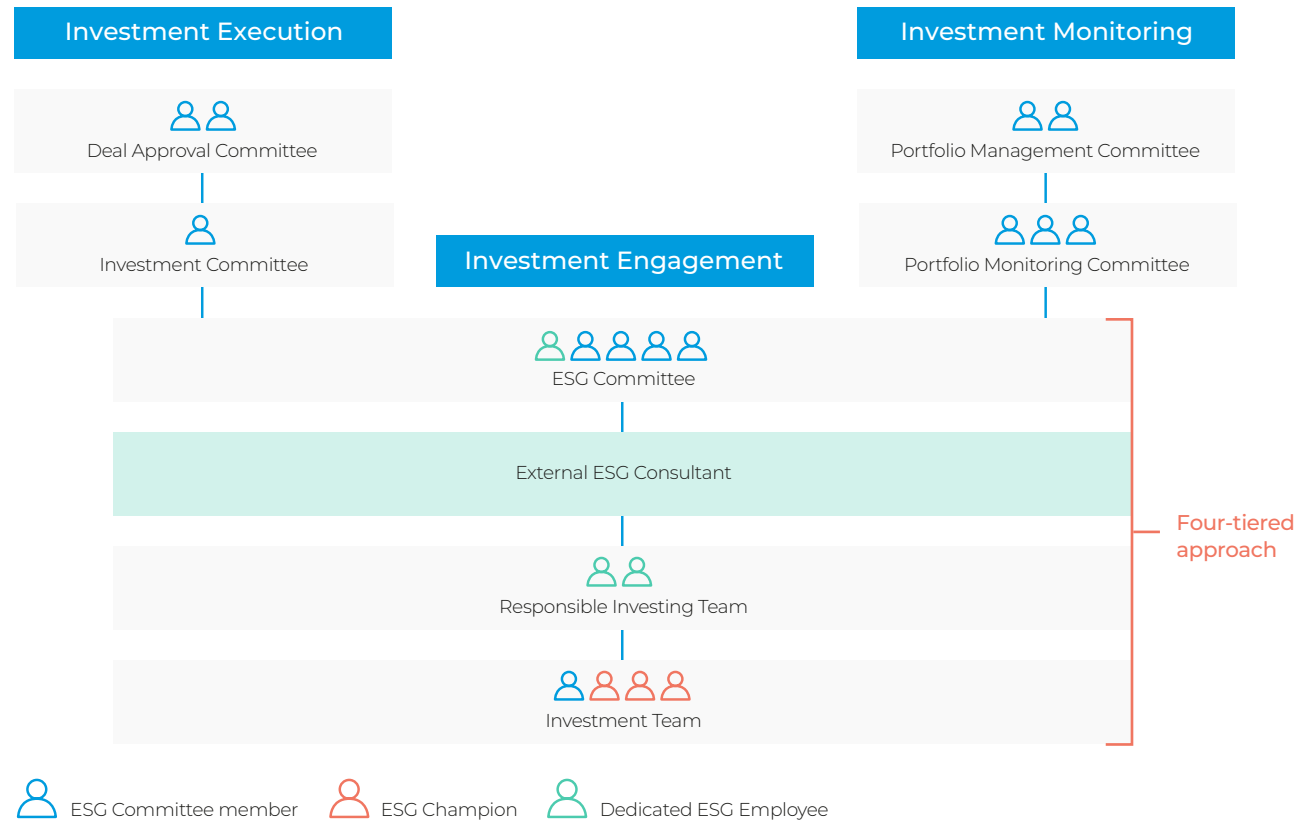 Investment Execution
Investment Monitoring
Deal Approval Committee
Portfolio Management Committee
Investment Committee
Investment Engagement
Portfolio Monitoring Committee
ESG Committee
External ESG Consultant
Four-tiered
approach
Responsible Investing Team
Investment Team
ESG Committee member
ESG Champion
Dedicated ESG Employee